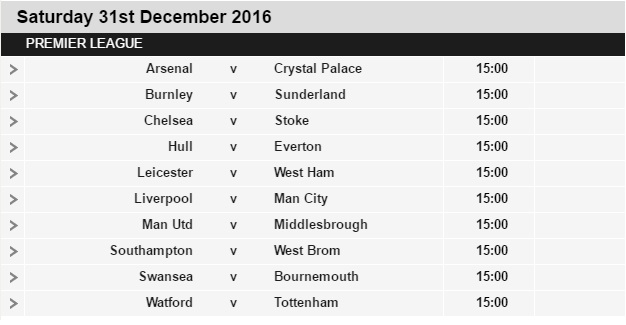 Saturday 31st December 2016
PREMIER LEAGUE
> Arsenal v Crystal Palace 15:00
> Burnley v Sunderland 15:00
> Chelsea v Stoke 15:00
> Hull v Everton 15:00
> Leicester v West Ham 15:00
> Liverpool v Man City 15:00
> Man Utd v Middlesbrough 15:00
> Southampton v West Brom 15:00
> Swansea v Bournemouth 15:00
> Watford v Tottenham 15:00